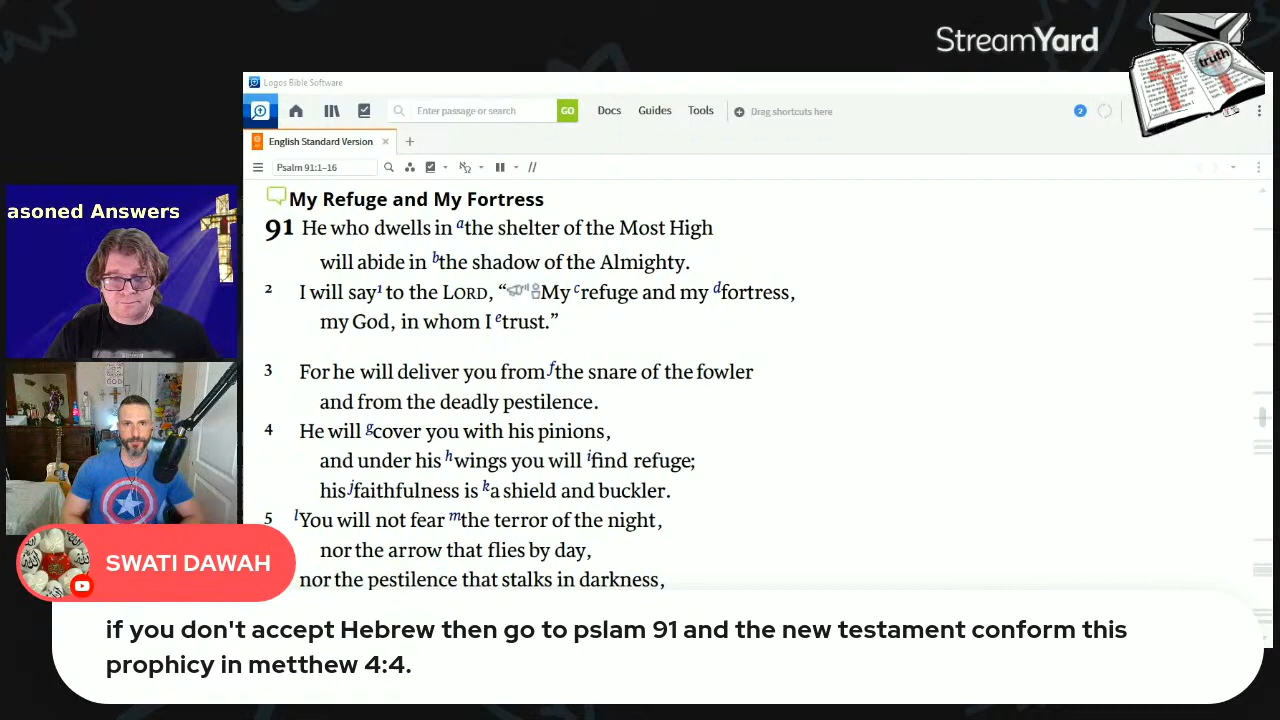 StreamYard
truth
Logos Bible Software
Enter passage or search
GO
Docs
Guides
Tools
Drag shortcuts here
2
English Standard Version
Psalm 91:1–16
asoned Answers
My Refuge and My Fortress
91 He who dwells in a the shelter of the Most High
will abide in b the shadow of the Almighty.
2 I will say1 to the LORD, “My c refuge and my d fortress,
my God, in whom I e trust.”
3 For he will deliver you from f the snare of the fowler
and from the deadly pestilence.
4 He will g cover you with his pinions,
and under his h wings you will i find refuge;
his j faithfulness is k a shield and buckler.
5 l You will not fear m the terror of the night,
nor the arrow that flies by day,
nor the pestilence that stalks in darkness,
SWATI DAWAH
if you don't accept Hebrew then go to pslam 91 and the new testament conform this
prophicy in metthew 4:4.